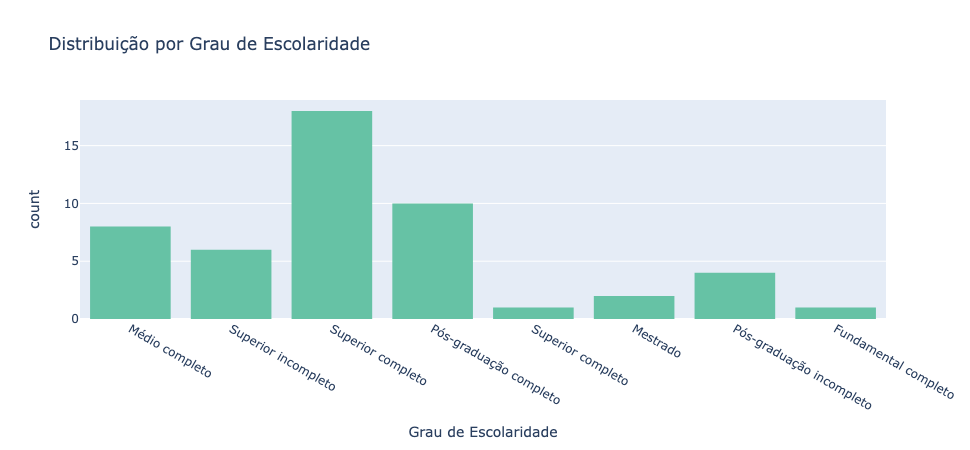 Distribuição por Grau de Escolaridade
count
15
10
5
0
Médio completo
Superior incompleto
Superior completo
Pós-graduação completo
Superior completo
Mestrado
Pós-graduação incompleto
Fundamental completo
Grau de Escolaridade